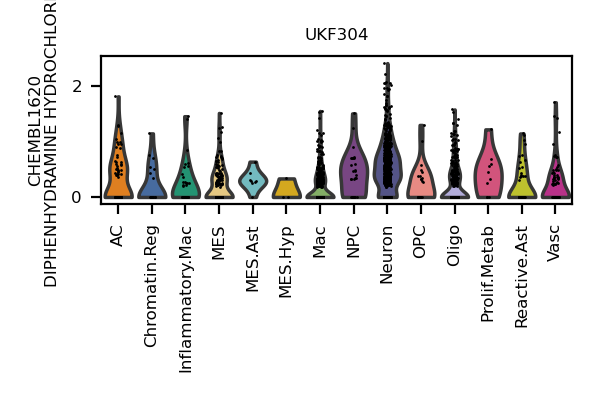 UKF304
CHEMBL1620
DIPHENHYDRAMINE HYDROCHLOR
2
0
AC
Chromatin.Reg
Inflammatory.Mac
MES
MES.Ast
MES.Hyp
Mac
NPC
Neuron
OPC
Oligo
Prolif.Metab
Reactive.Ast
Vasc